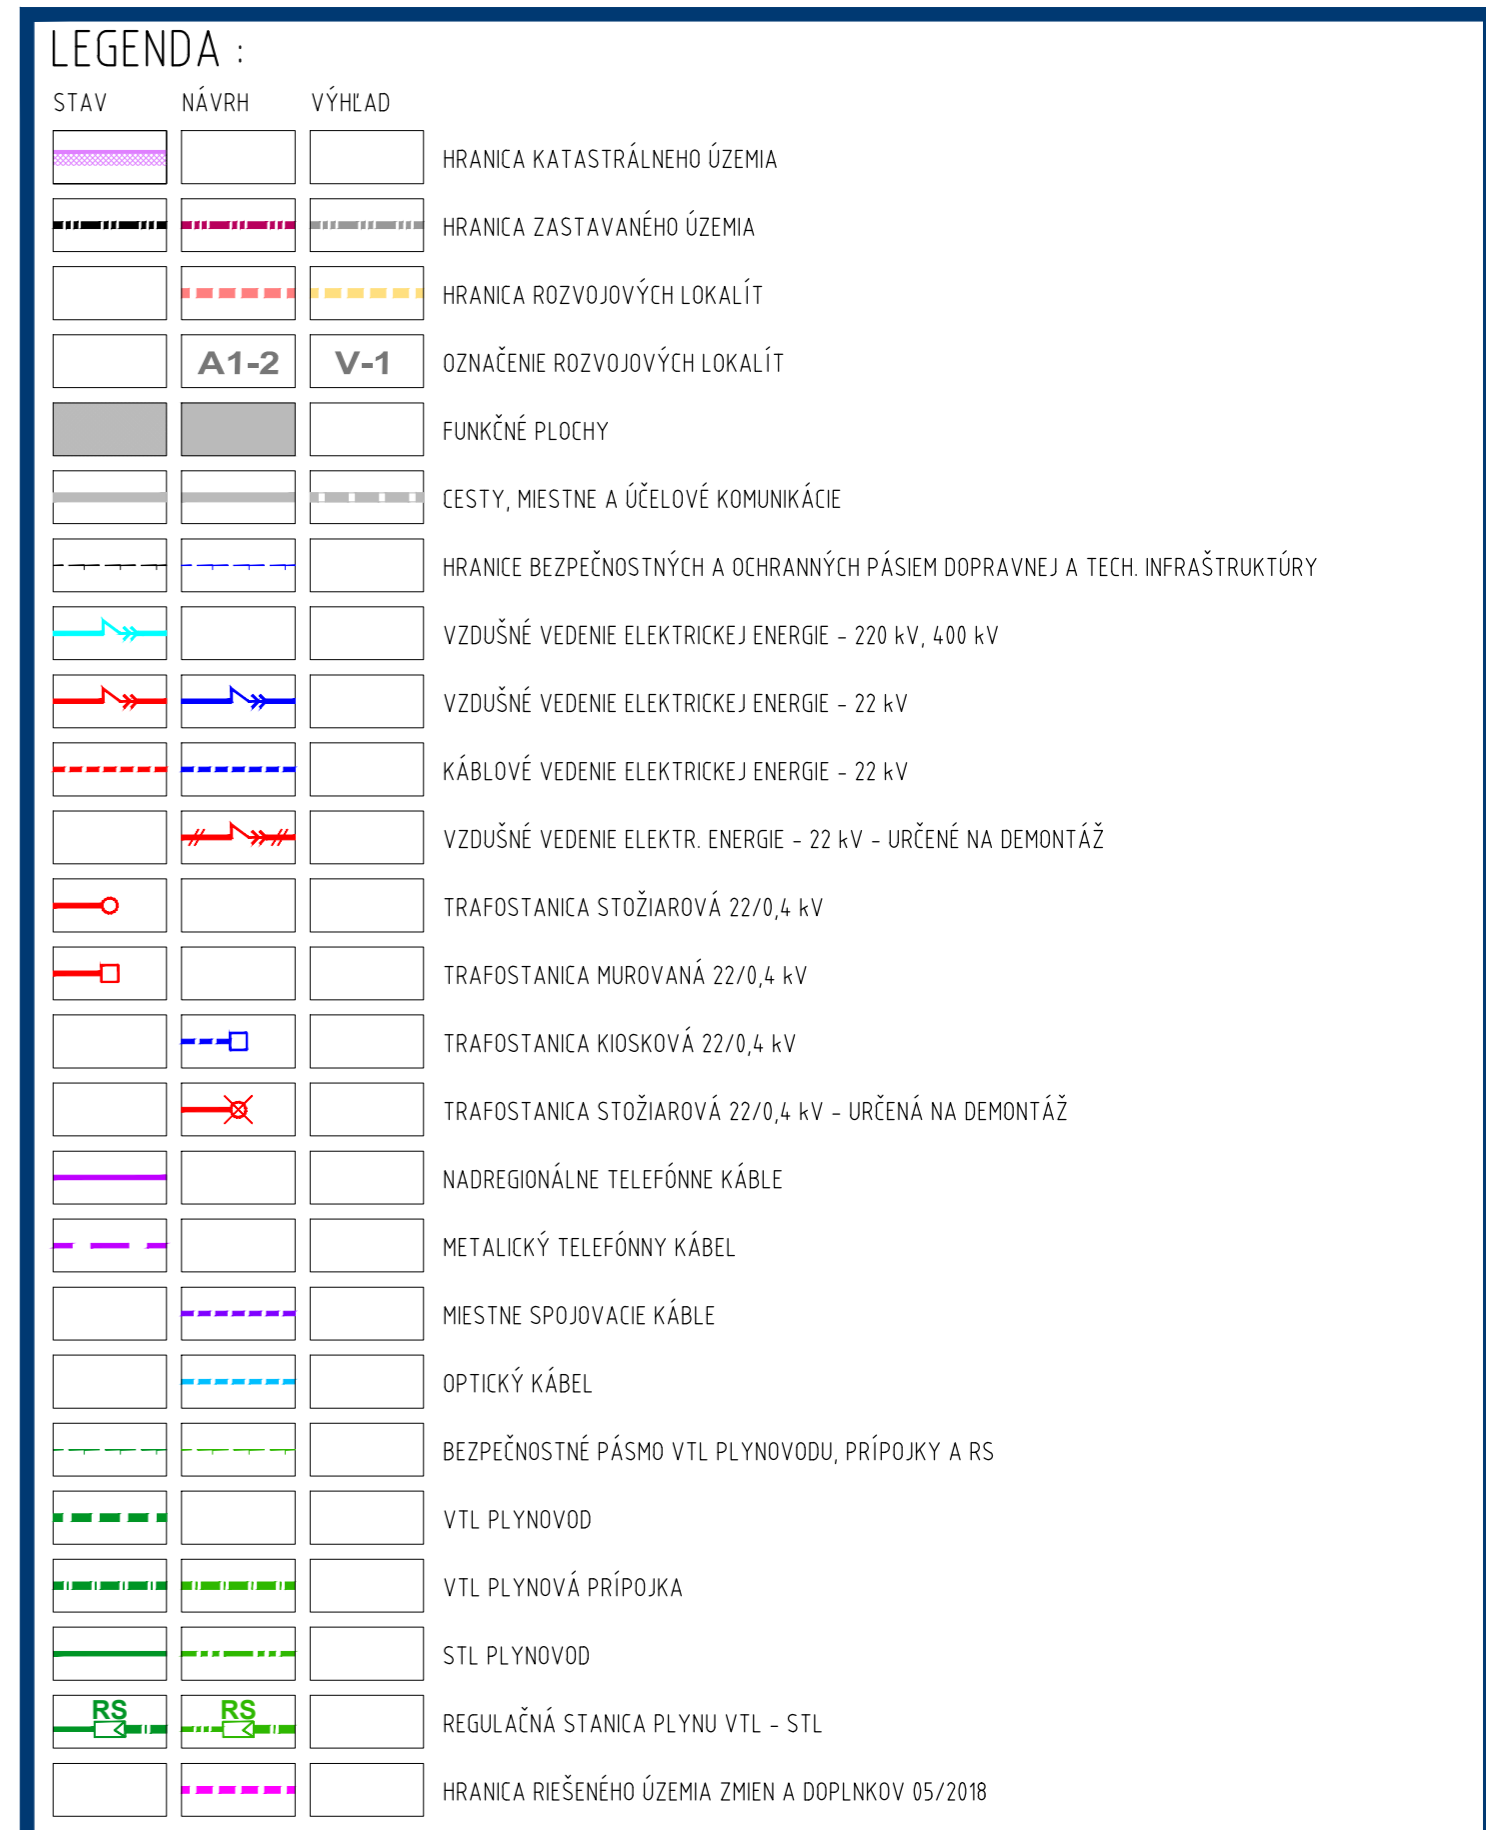 LEGENDA :
STAV NÁVRH VÝHĽAD
HRANICA KATASTRÁLNEHO ÚZEMIA
HRANICA ZASTAVANÉHO ÚZEMIA
HRANICA ROZVOJOVÝCH LOKALÍT
A1-2 V-1 OZNAČENIE ROZVOJOVÝCH LOKALÍT
FUNKČNÉ PLOCHY
CESTY, MIESTNE A ÚČELOVÉ KOMUNIKÁCIE
HRANICE BEZPEČNOSTNÝCH A OCHRANNÝCH PÁSIEM DOPRAVNEJ A TECH. INFRAŠTRUKTÚRY
VZDUŠNÉ VEDENIE ELEKTRICKEJ ENERGIE - 220 kV, 400 kV
VZDUŠNÉ VEDENIE ELEKTRICKEJ ENERGIE - 22 kV
KÁBLOVÉ VEDENIE ELEKTRICKEJ ENERGIE - 22 kV
VZDUŠNÉ VEDENIE ELEKTR. ENERGIE - 22 kV - URČENÉ NA DEMONTÁŽ
TRAFOSTANICA STOŽIAROVÁ 22/0,4 kV
TRAFOSTANICA MUROVANÁ 22/0,4 kV
TRAFOSTANICA KIOSKOVÁ 22/0,4 kV
TRAFOSTANICA STOŽIAROVÁ 22/0,4 kV - URČENÁ NA DEMONTÁŽ
NADREGIONÁLNE TELEFÓNNE KÁBLE
METALICKÝ TELEFÓNNY KÁBEL
MIESTNE SPOJOVACIE KÁBLE
OPTICKÝ KÁBEL
BEZPEČNOSTNÉ PÁSMO VTL PLYNOVODU, PRÍPOJKY A RS
VTL PLYNOVOD
VTL PLYNOVÁ PRÍPOJKA
STL PLYNOVOD
RS RS REGULAČNÁ STANICA PLYNU VTL - STL
HRANICA RIEŠENÉHO ÚZEMIA ZMIEN A DOPLNKOV 05/2018